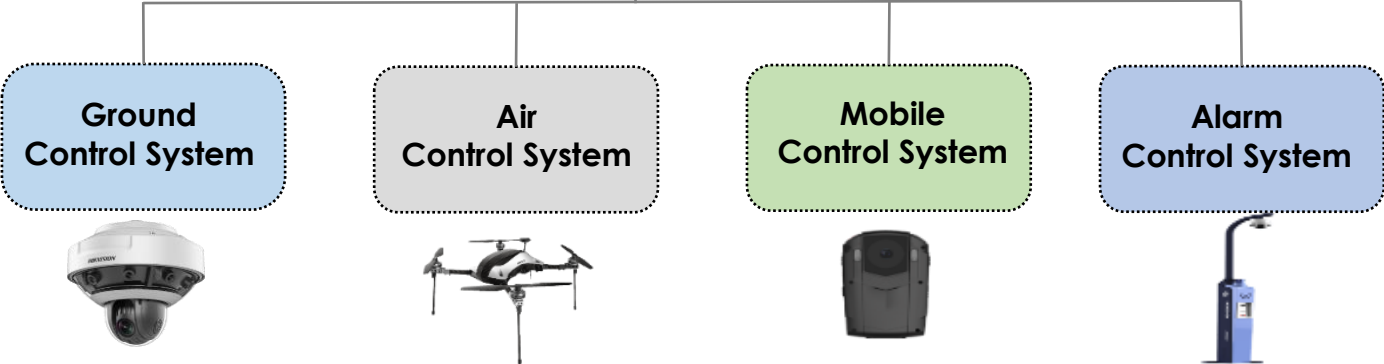 Ground
Control System
Air
Control System
Mobile
Control System
Alarm
Control System
HIKVISION